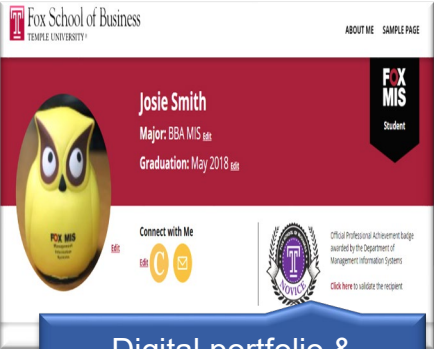 Fox School of Business
TEMPLE UNIVERSITY®
ABOUT ME SAMPLE PAGE
Josie Smith
Major: BBA MIS Edit
Graduation: May 2018 Edit
FOX
MIS
Student
FOX MIS
Edit
Connect with Me
Edit
C
NOVICE
Official Professional Achievement badge
awarded by the Department of
Management Information Systems
Click here to validate the recipient
Digital portfolio &